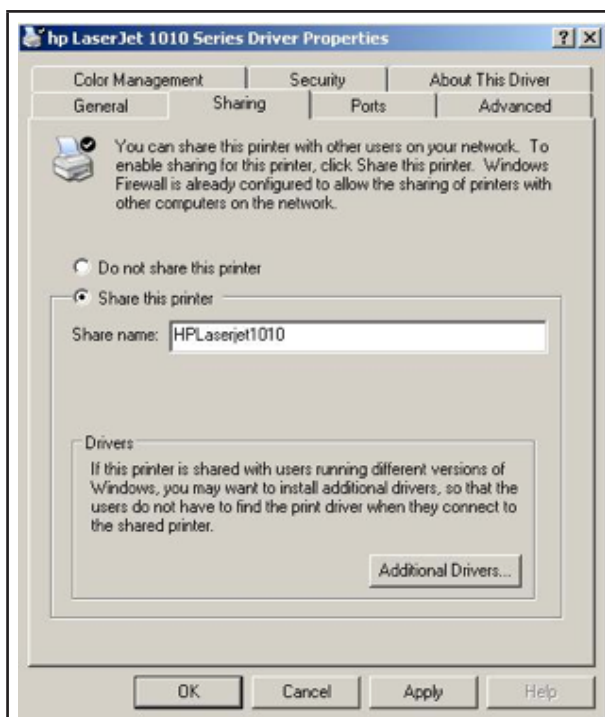 hp LaserJet 1010 Series Driver Properties
Color Management Security About This Driver
General Sharing Ports Advanced
You can share this printer with other users on your network. To
enable sharing for this printer, click Share this printer. Windows
Firewall is already configured to allow the sharing of printers with
other computers on the network.
Do not share this printer
Share this printer
Share name: HPLaserjet1010
Drivers
If this printer is shared with users running different versions of
Windows, you may want to install additional drivers, so that the
users do not have to find the print driver when they connect to
the shared printer.
Additional Drivers...
OK Cancel Apply Help